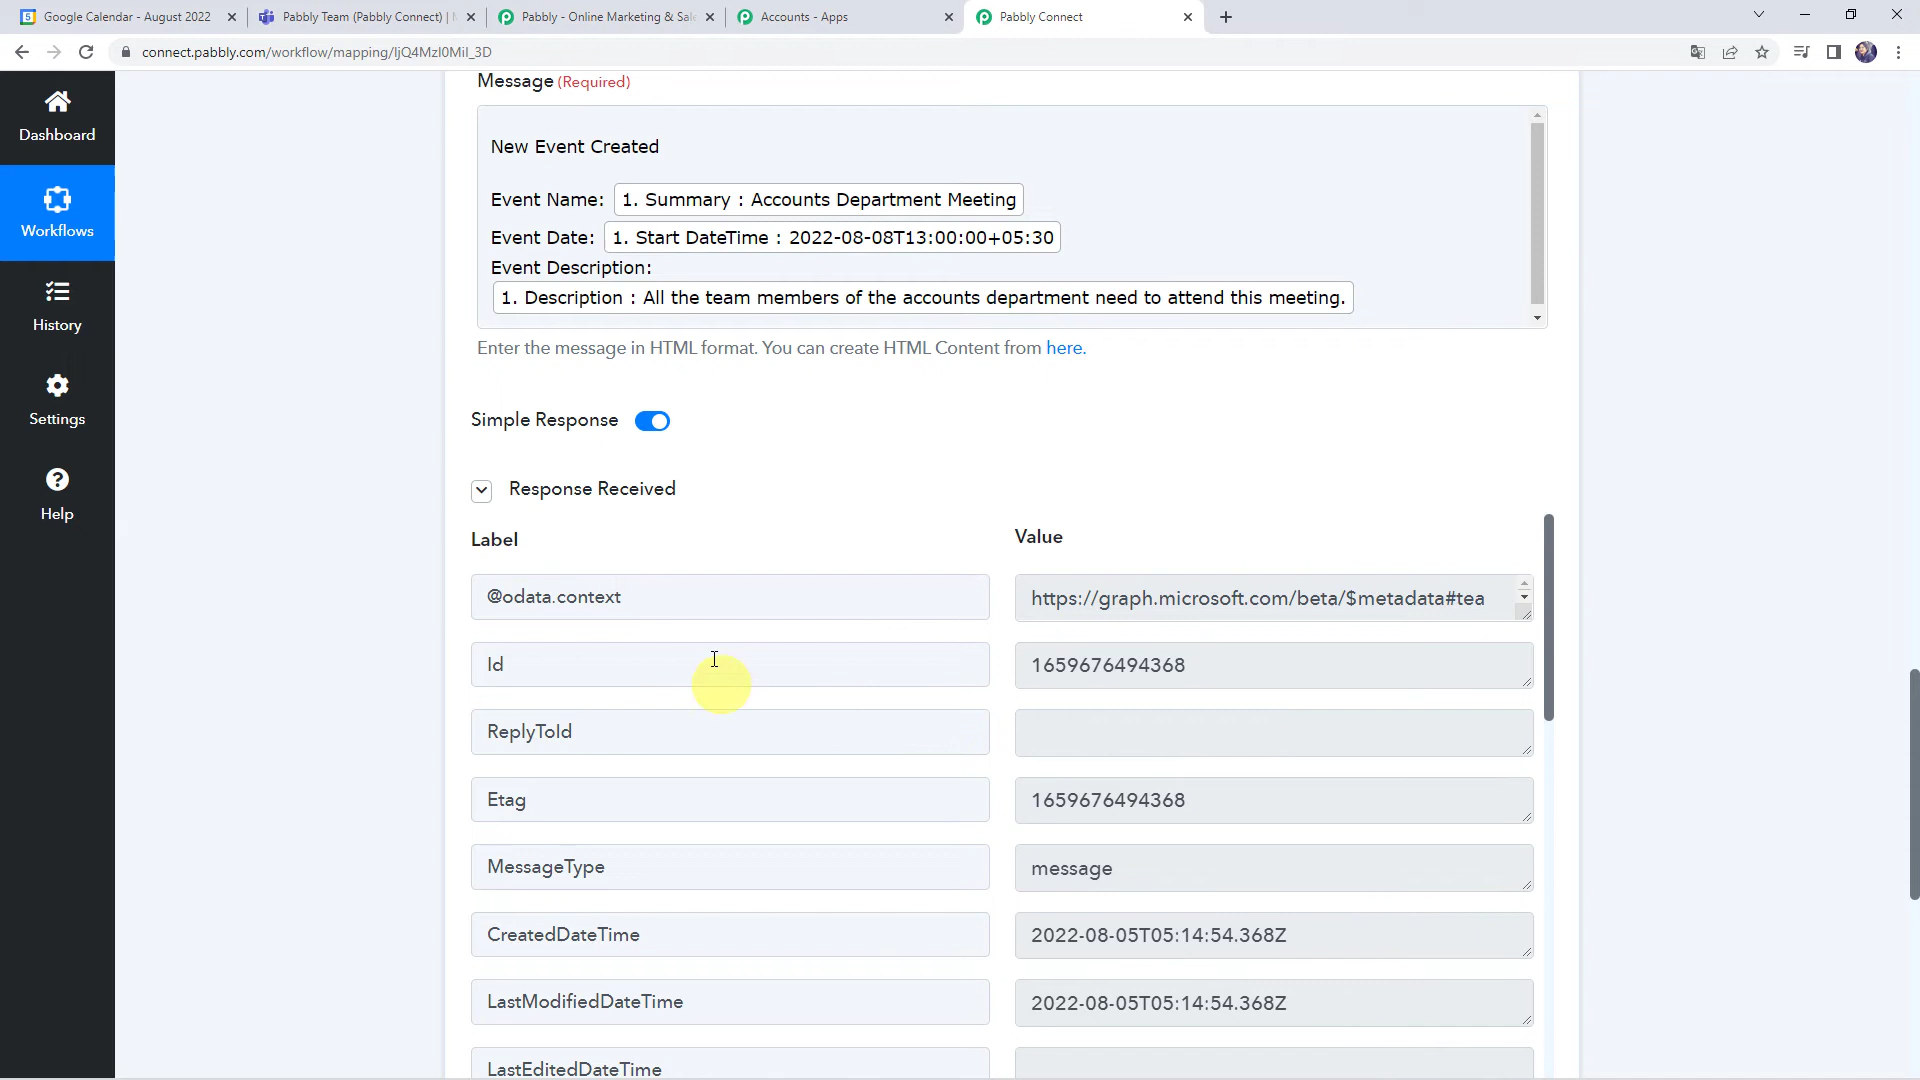 Google Calendar - August 2022
Pabbly Team (Pabbly Connect) |
Pabbly - Online Marketing & Sale
Accounts - Apps
Pabbly Connect
connect.pabbly.com/workflow/mapping/IjQ4MzI0MiI_3D
Dashboard
Workflows
History
Settings
Help
Message (Required)
New Event Created
Event Name: 1. Summary : Accounts Department Meeting
Event Date: 1. Start DateTime : 2022-08-08T13:00:00+05:30
Event Description:
1. Description : All the team members of the accounts department need to attend this meeting.
Enter the message in HTML format. You can create HTML Content from here.
Simple Response
Response Received
Label Value
@odata.context https://graph.microsoft.com/beta/$metadata#tea
Id 1659676494368
ReplyToId
Etag 1659676494368
MessageType message
CreatedDateTime 2022-08-05T05:14:54.368Z
LastModifiedDateTime 2022-08-05T05:14:54.368Z
LastEditedDateTime